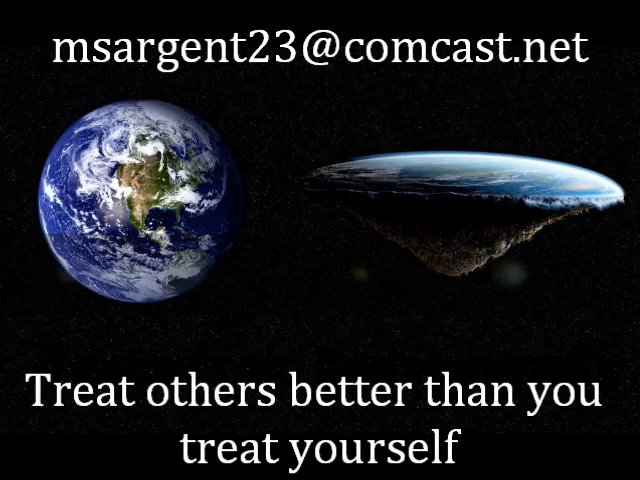 msargent23@comcast.net
Treat others better than you
treat yourself